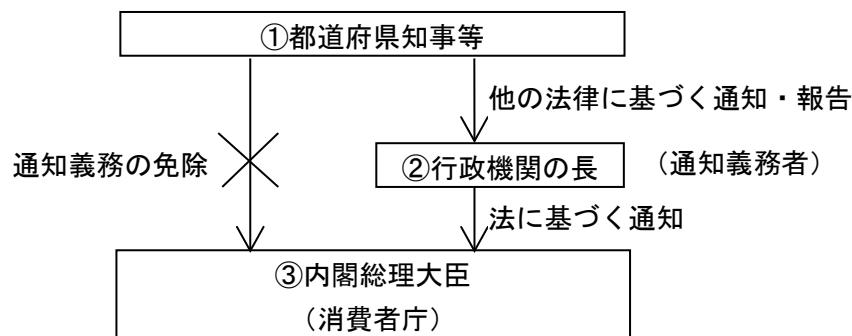 ①都道府県知事等
他の法律に基づく通知・報告
通知義務の免除
②行政機関の長
（通知義務者）
法に基づく通知
③内閣総理大臣
（消費者庁）